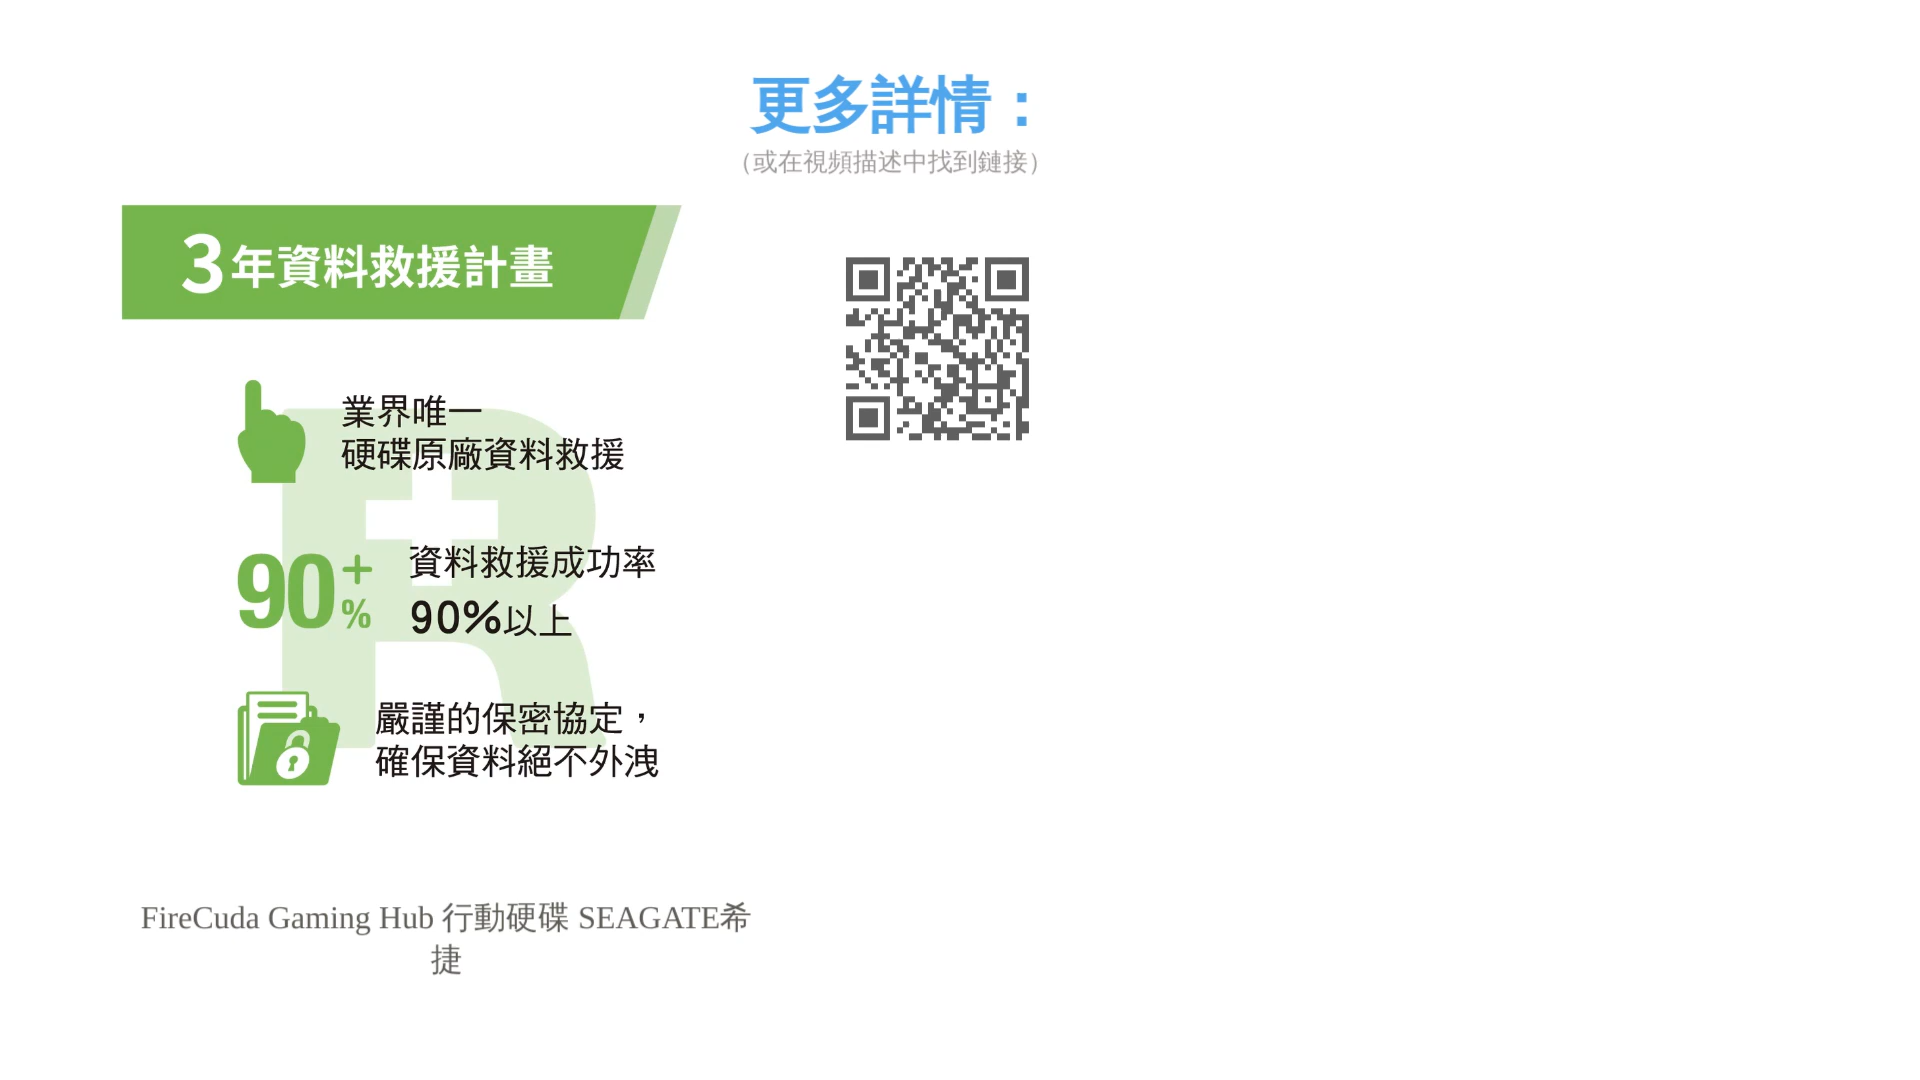 更多詳情：
（或在視頻描述中找到鏈接）
3年資料救援計畫
業界唯一
硬碟原廠資料救援
90+%
資料救援成功率
90%以上
嚴謹的保密協定，
確保資料絕不外洩
FireCuda Gaming Hub 行動硬碟 SEAGATE希
捷